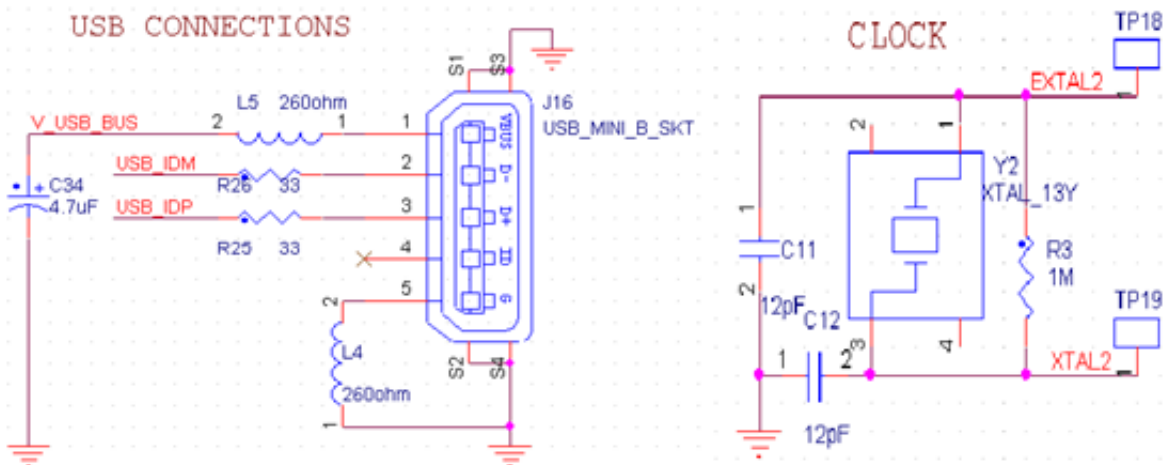 USB CONNECTIONS
S1
S3
L5 260ohm
V_USB_BUS
2
1
1
VBUS
J16
USB_MINI_B_SKT
USB_IDM
2
D-
R26 33
C34
4.7uF
USB_IDP
3
D+
R25 33
4
ID
5
G
2
L4
260ohm
1
S2
S4
CLOCK
TP18
EXTAL2
1
2
1
Y2
XTAL_13Y
1
C11
2
12pF
R3
1M
C12
1
2
12pF
3
4
TP19
XTAL2
1